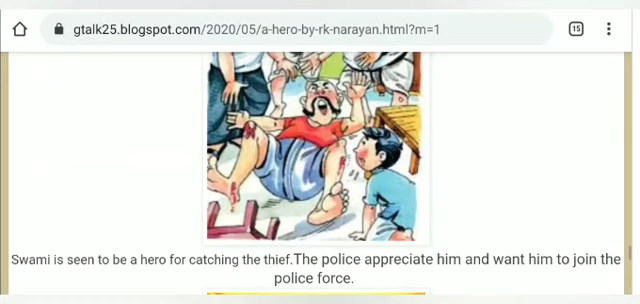 gtalk25.blogspot.com/2020/05/a-hero-by-rk-narayan.html?m=1
15
Swami is seen to be a hero for catching the thief.The police appreciate him and want him to join the
police force.